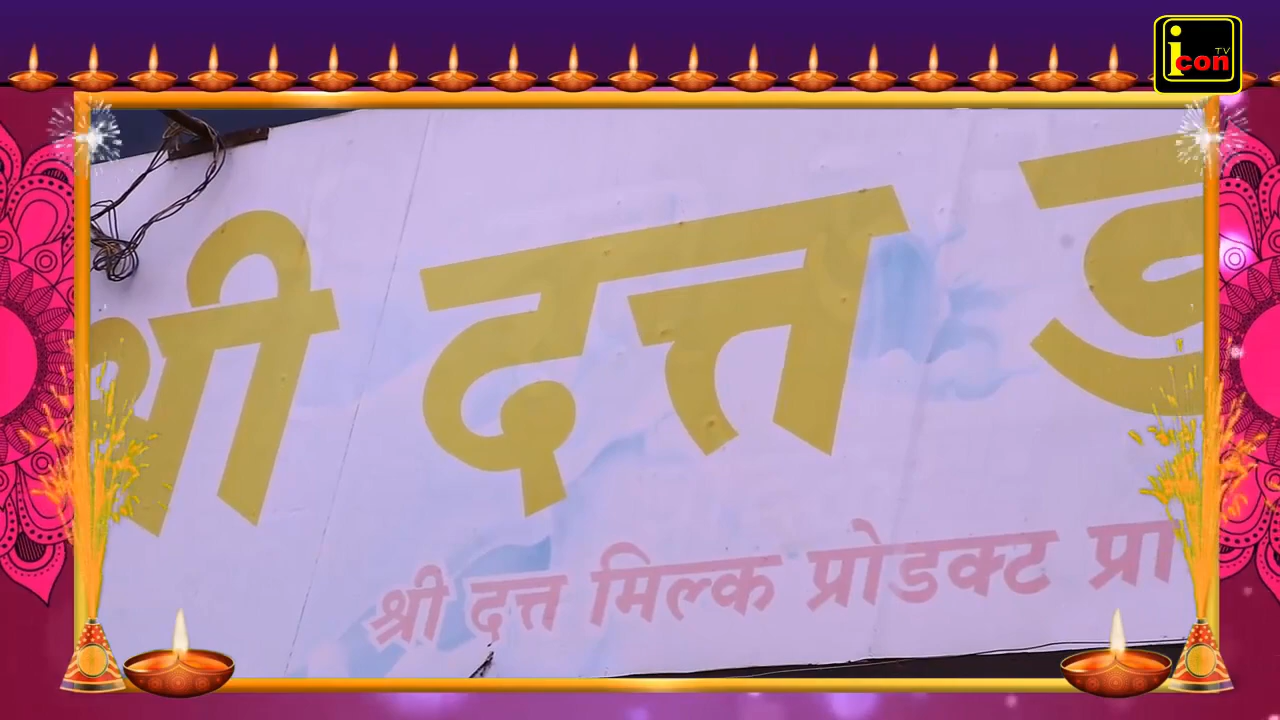 icon TV
श्री दत्त
श्री दत्त मिल्क प्रोडक्ट प्रा